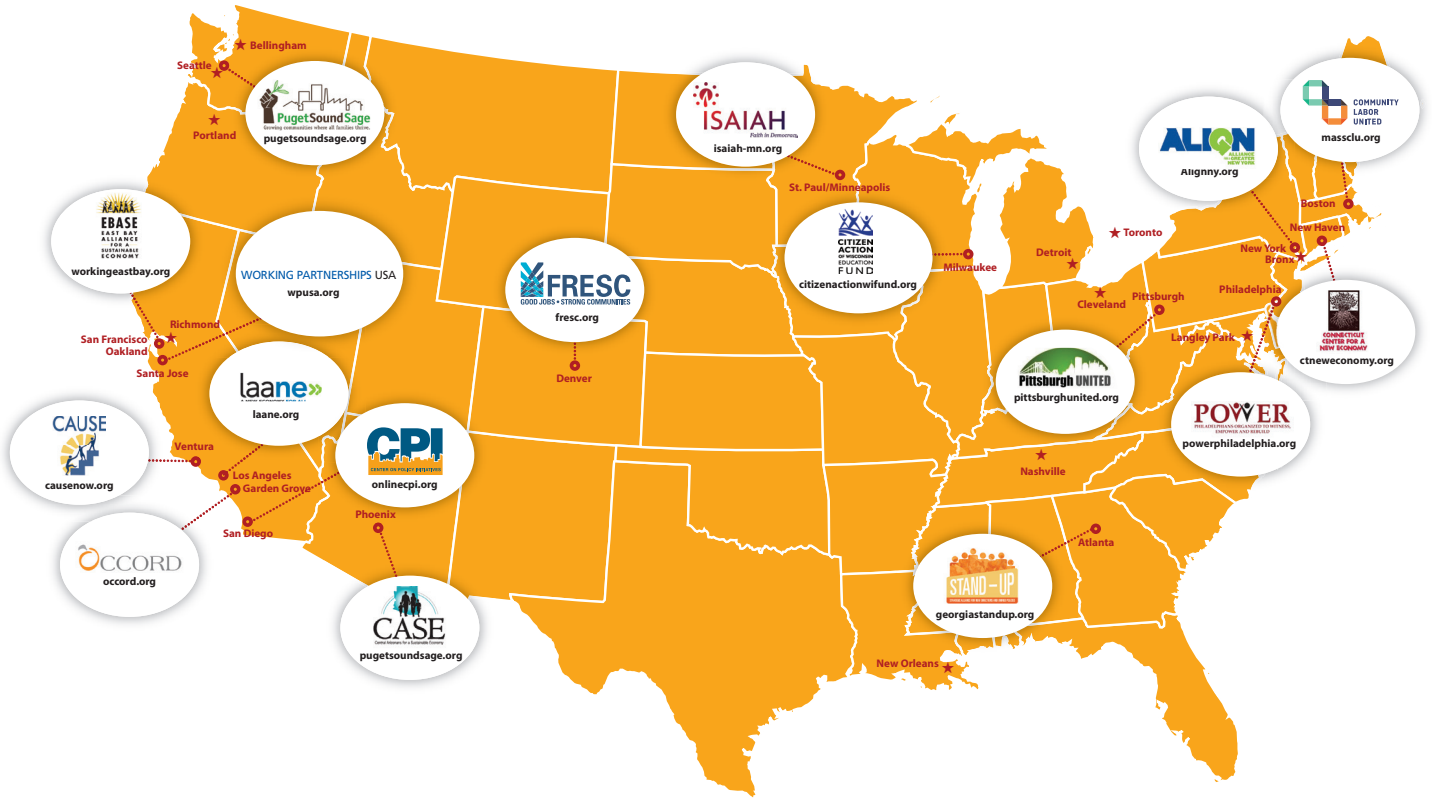 Bellingham
Seattle
PugetSoundSage
Growing communities where all families thrive.
pugetsoundsage.org
Portland
ISAIAH
Faith in Democracy
isaiah-mn.org
St. Paul/Minneapolis
COMMUNITY
LABOR
UNITED
massclu.org
ALIGN
ALLIANCE
FOR A GREATER
NEW YORK
Alignny.org
Boston
New Haven
New York
Bronx
Toronto
Detroit
Cleveland
Pittsburgh
Philadelphia
Langley Park
EBASE
EAST BAY
ALLIANCE
FOR A
SUSTAINABLE
ECONOMY
workingeastbay.org
WORKING PARTNERSHIPS USA
wpusa.org
FRESC
GOOD JOBS • STRONG COMMUNITIES
fresc.org
Denver
CITIZEN
ACTION
OF WISCONSIN
EDUCATION
FUND
citizenactionwifund.org
Milwaukee
CONNECTICUT
CENTER FOR A
NEW ECONOMY
ctneweconomy.org
Richmond
San Francisco
Oakland
Santa Jose
laane»
laane.org
Pittsburgh UNITED
pittsburghunited.org
POWER
PHILADELPHIANS ORGANIZED TO WITNESS,
EMPOWER AND REBUILD
powerphiladelphia.org
CAUSE
causenow.org
Ventura
Los Angeles
Garden Grove
San Diego
CPI
CENTER ON POLICY INITIATIVES
onlinecpi.org
Phoenix
Nashville
OCCORD
occord.org
CASE
Central Arizonans for a Sustainable Economy
pugetsoundsage.org
Atlanta
STAND-UP
georgiastandup.org
New Orleans